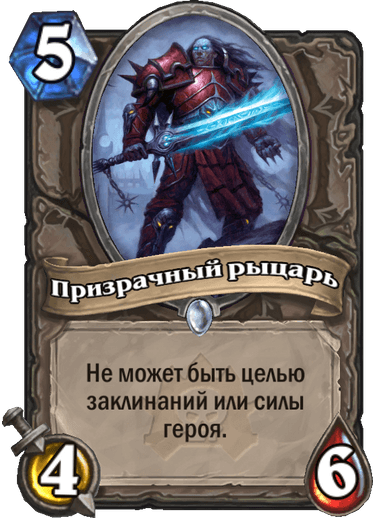 5
Призрачный рыцарь
Не может быть целью
заклинаний или силы
героя.
4
6